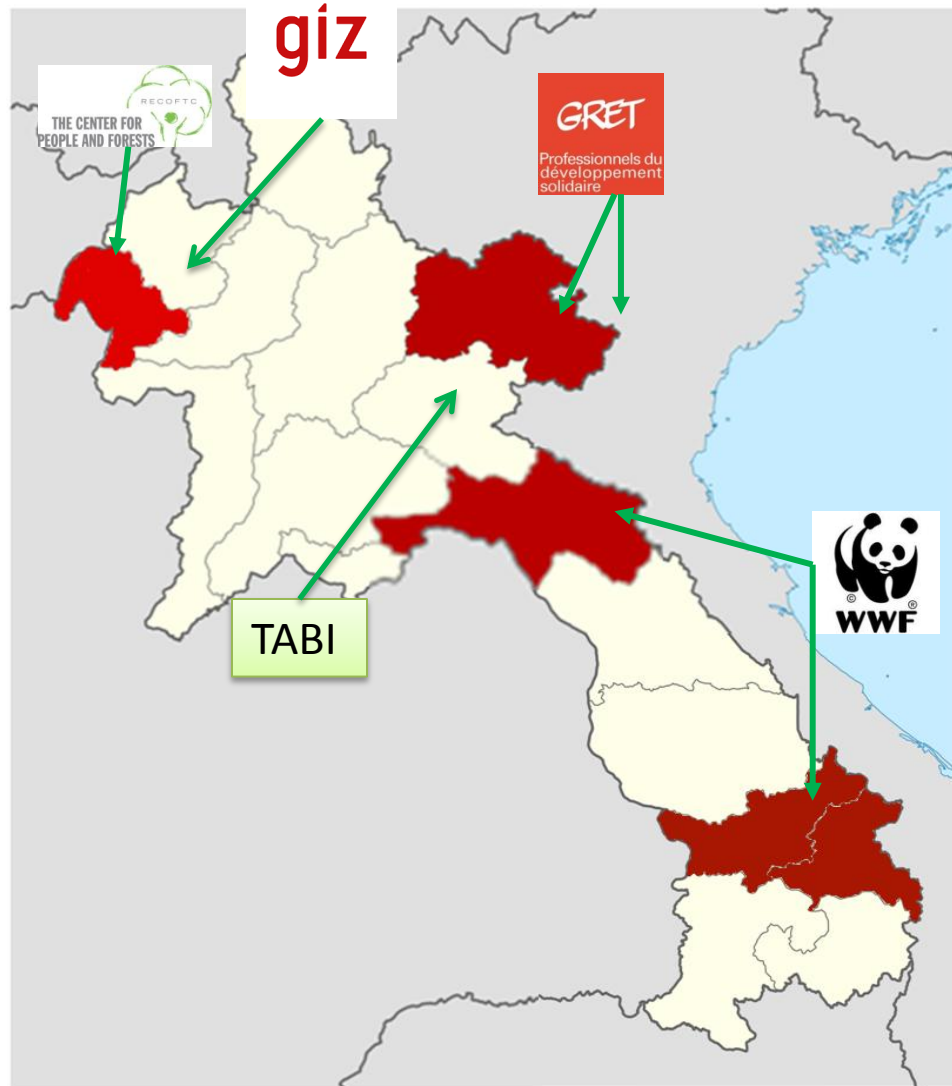 giz
RECOFTC
THE CENTER FOR
PEOPLE AND FORESTS
GRET
Professionnels du
développement
solidaire
©
®
WWF
TABI